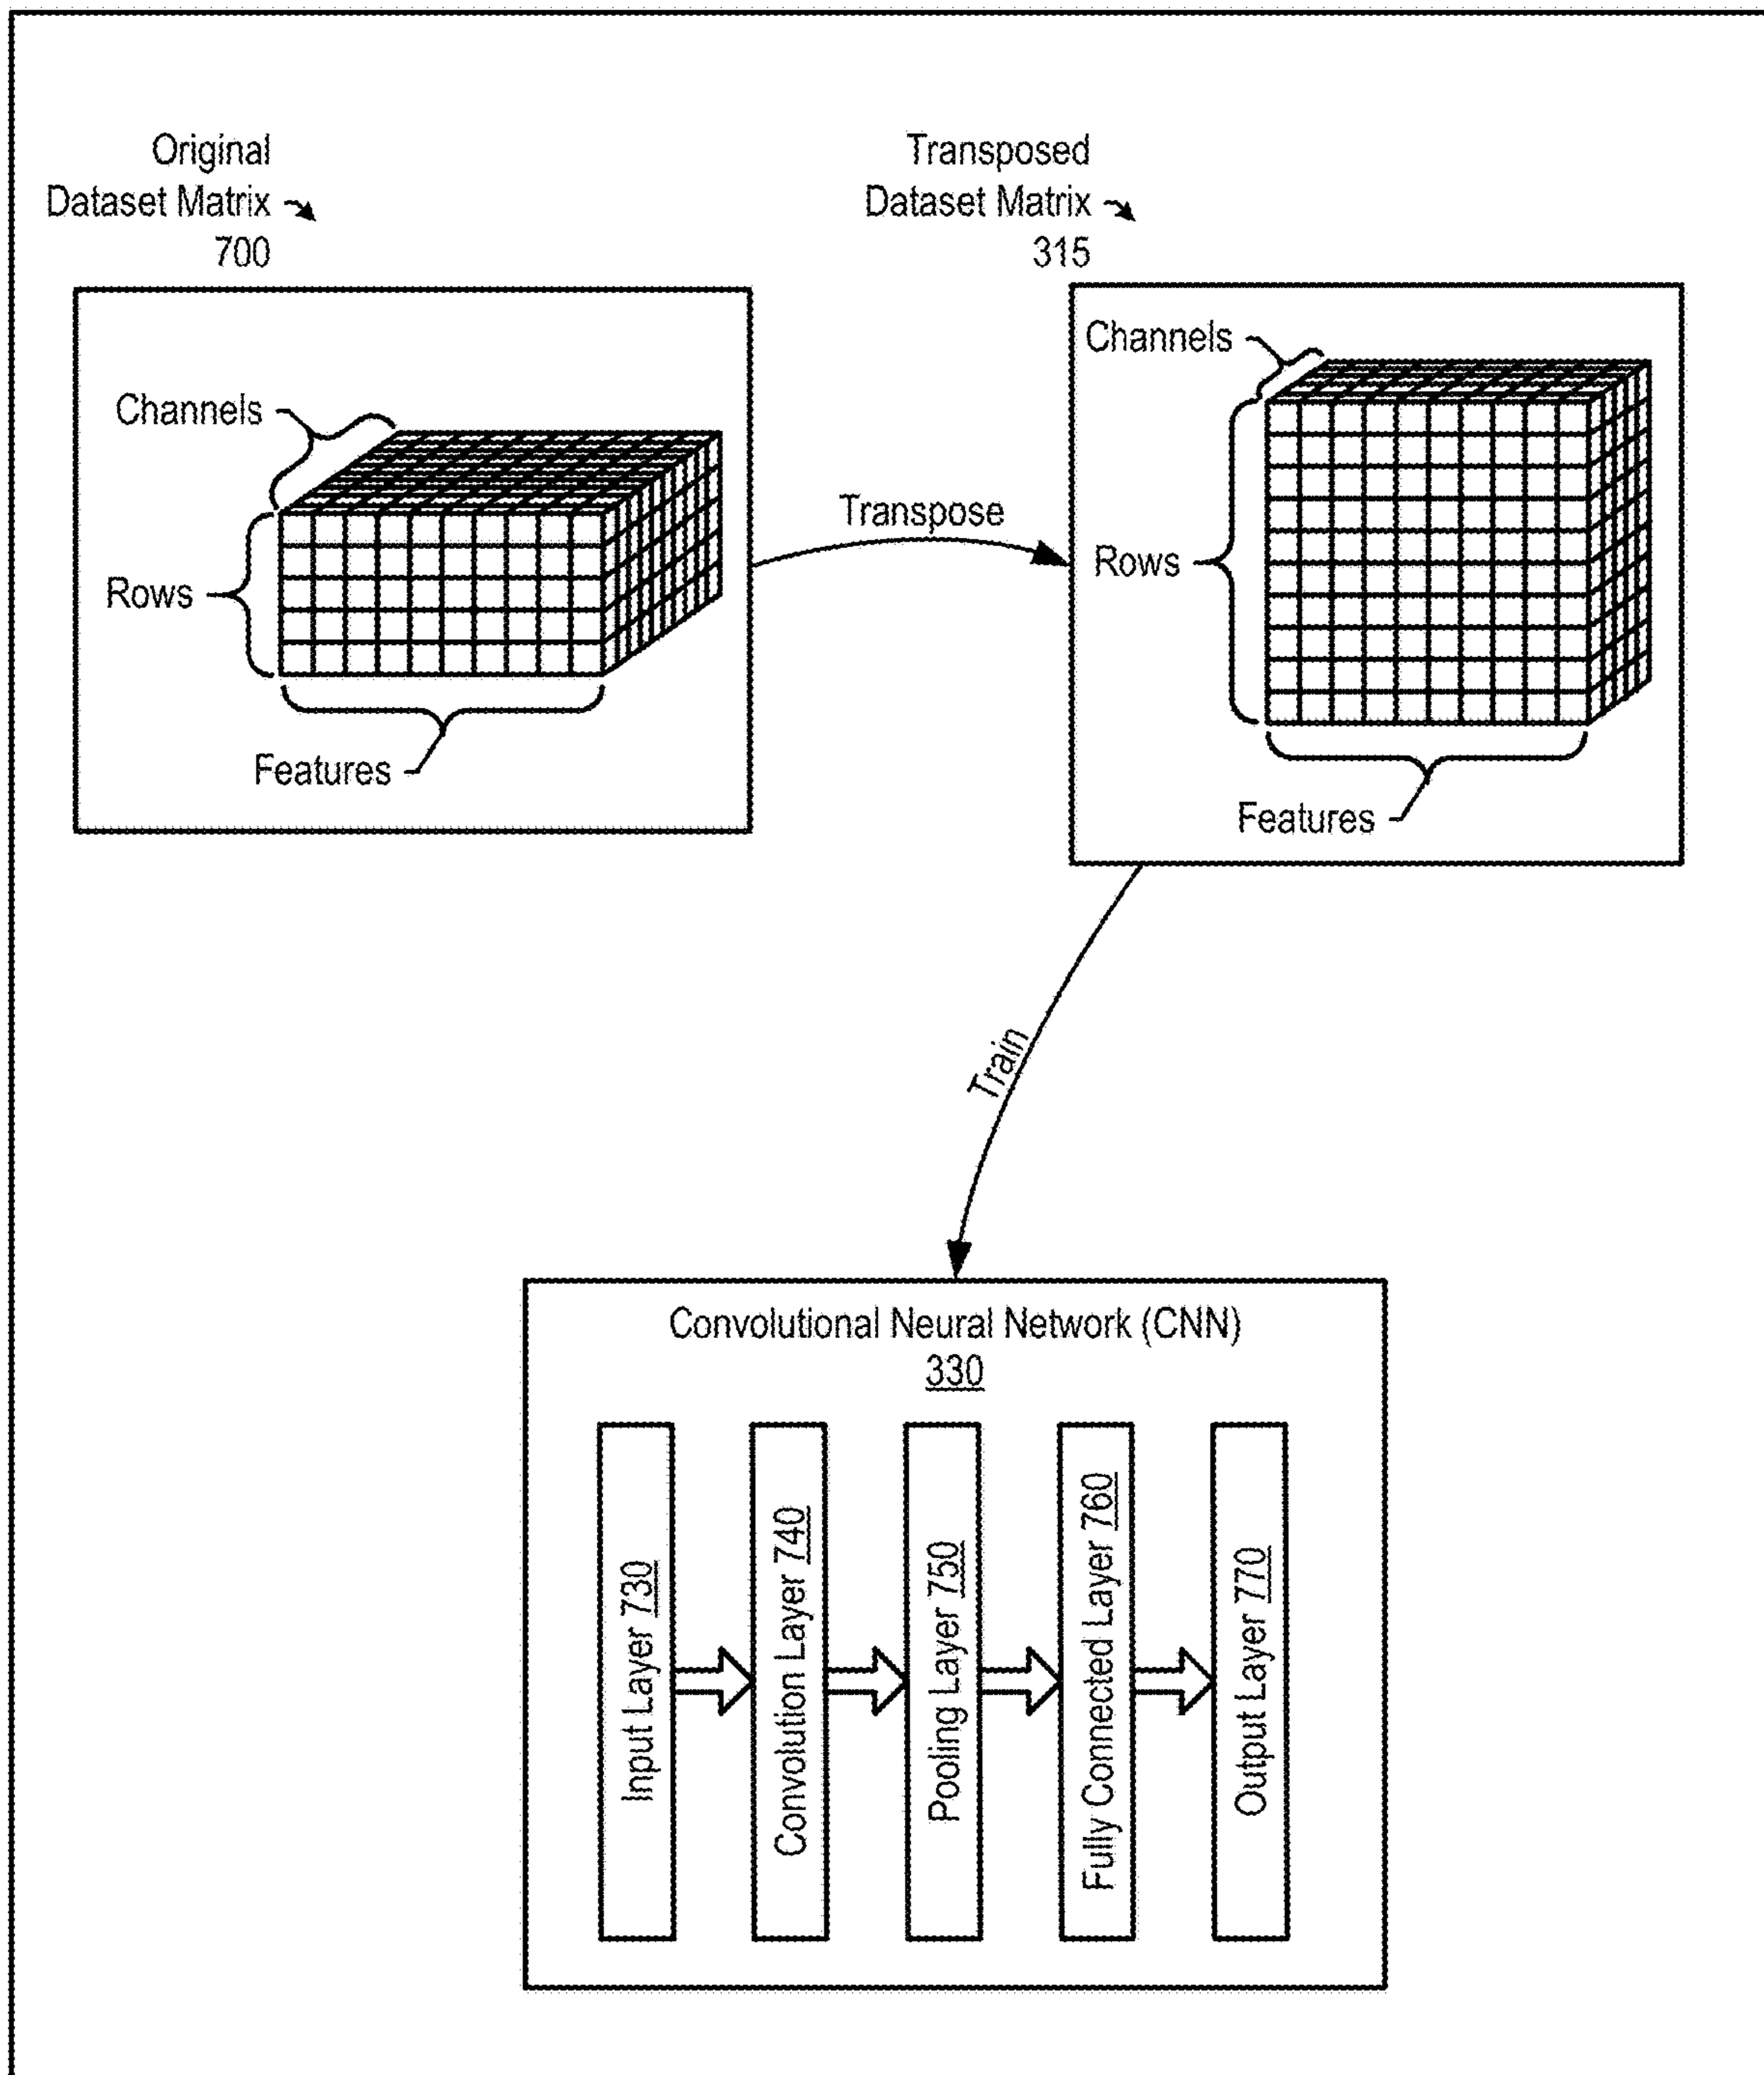 Original
Dataset Matrix
700
Transposed
Dataset Matrix
315
Channels
Rows
Features
Transpose
Channels
Rows
Features
Train
Convolutional Neural Network (CNN)
330
Input Layer 730
Convolution Layer 740
Pooling Layer 750
Fully Connected Layer 760
Output Layer 770